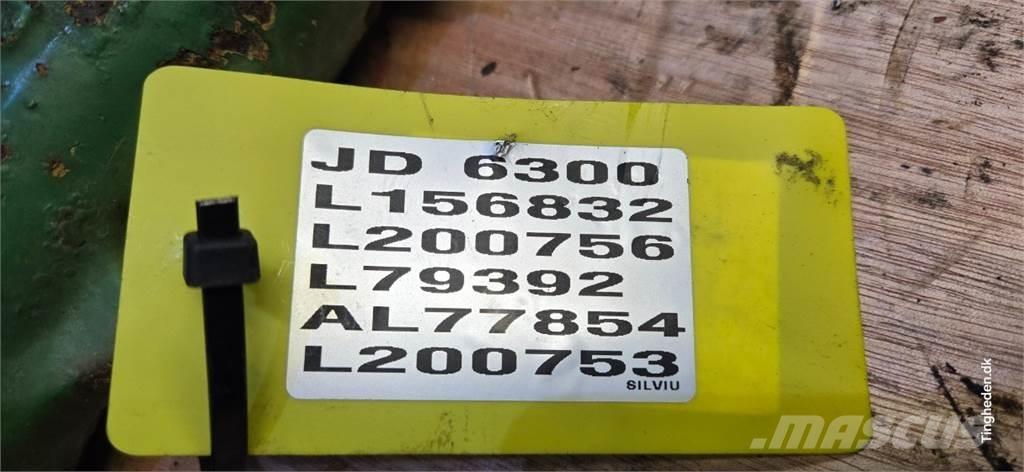 JD 6300
L156832
L200756
L79392
AL77854
L200753
SILVIU
Tingheden.dk
MASCUS